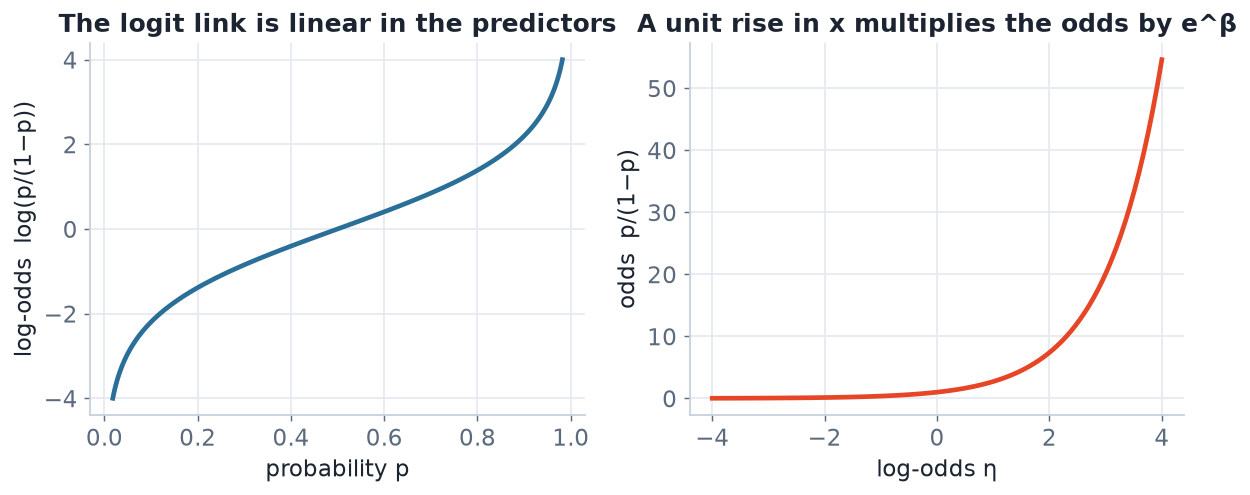 The logit link is linear in the predictors
log-odds  log(p/(1−p))
4
2
0
−2
−4
0.0 0.2 0.4 0.6 0.8 1.0
probability p
A unit rise in x multiplies the odds by e^β
odds  p/(1−p)
50
40
30
20
10
0
−4 −2 0 2 4
log-odds η